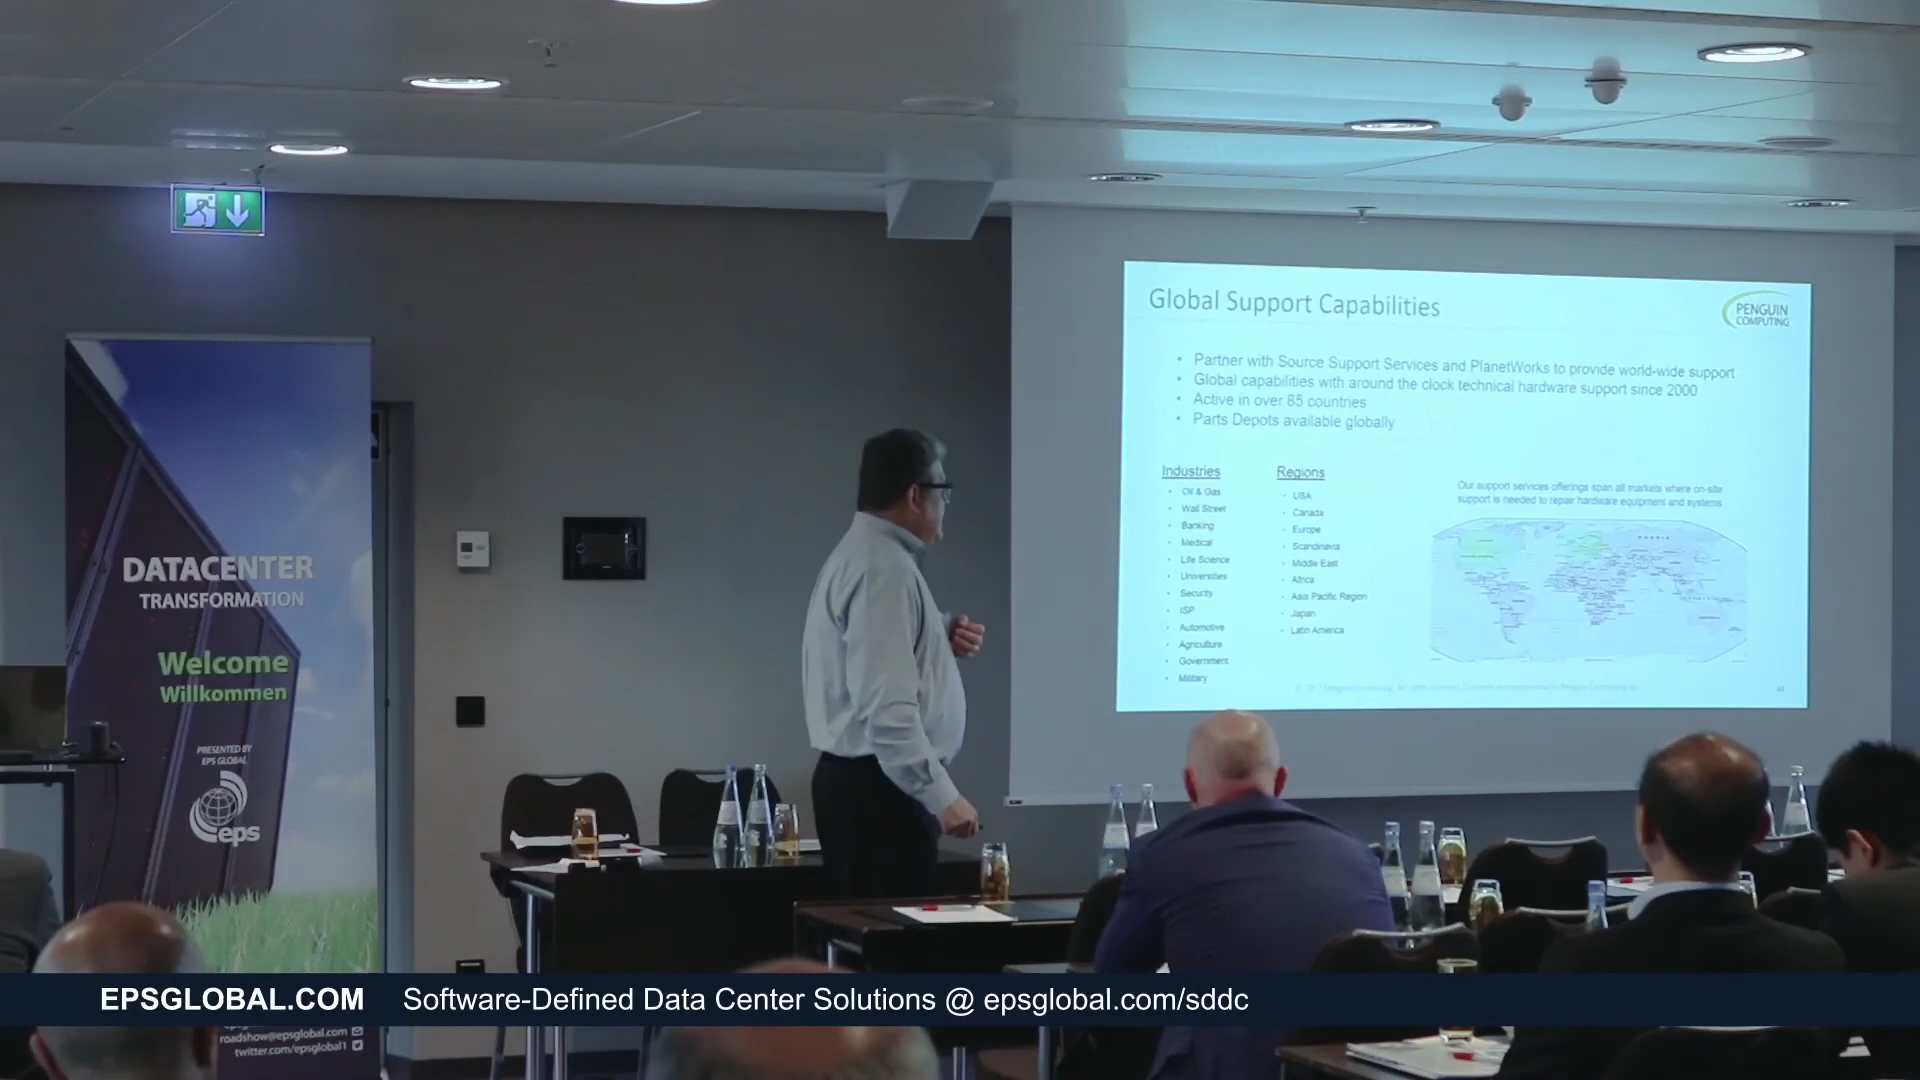 Global Support Capabilities
PENGUIN
COMPUTING
• Partner with Source Support Services and PlanetWorks to provide world-wide support
• Global capabilities with around the clock technical hardware support since 2000
• Active in over 85 countries
• Parts Depots available globally
Industries
• Oil & Gas
• Wall Street
• Banking
• Medical
• Life Science
• Universities
• Security
• ISP
• Automotive
• Agriculture
• Government
• Military
Regions
• USA
• Canada
• Europe
• Scandinavia
• Middle East
• Africa
• Asia Pacific Region
• Japan
• Latin America
Our support services offerings span all markets where on-site
support is needed to repair hardware equipment and systems
DATACENTER
TRANSFORMATION
Welcome
Willkommen
PRESENTED BY
EPS GLOBAL
eps
EPSGLOBAL.COM Software-Defined Data Center Solutions @ epsglobal.com/sddc
roadshow@epsglobal.com
twitter.com/epsglobal1